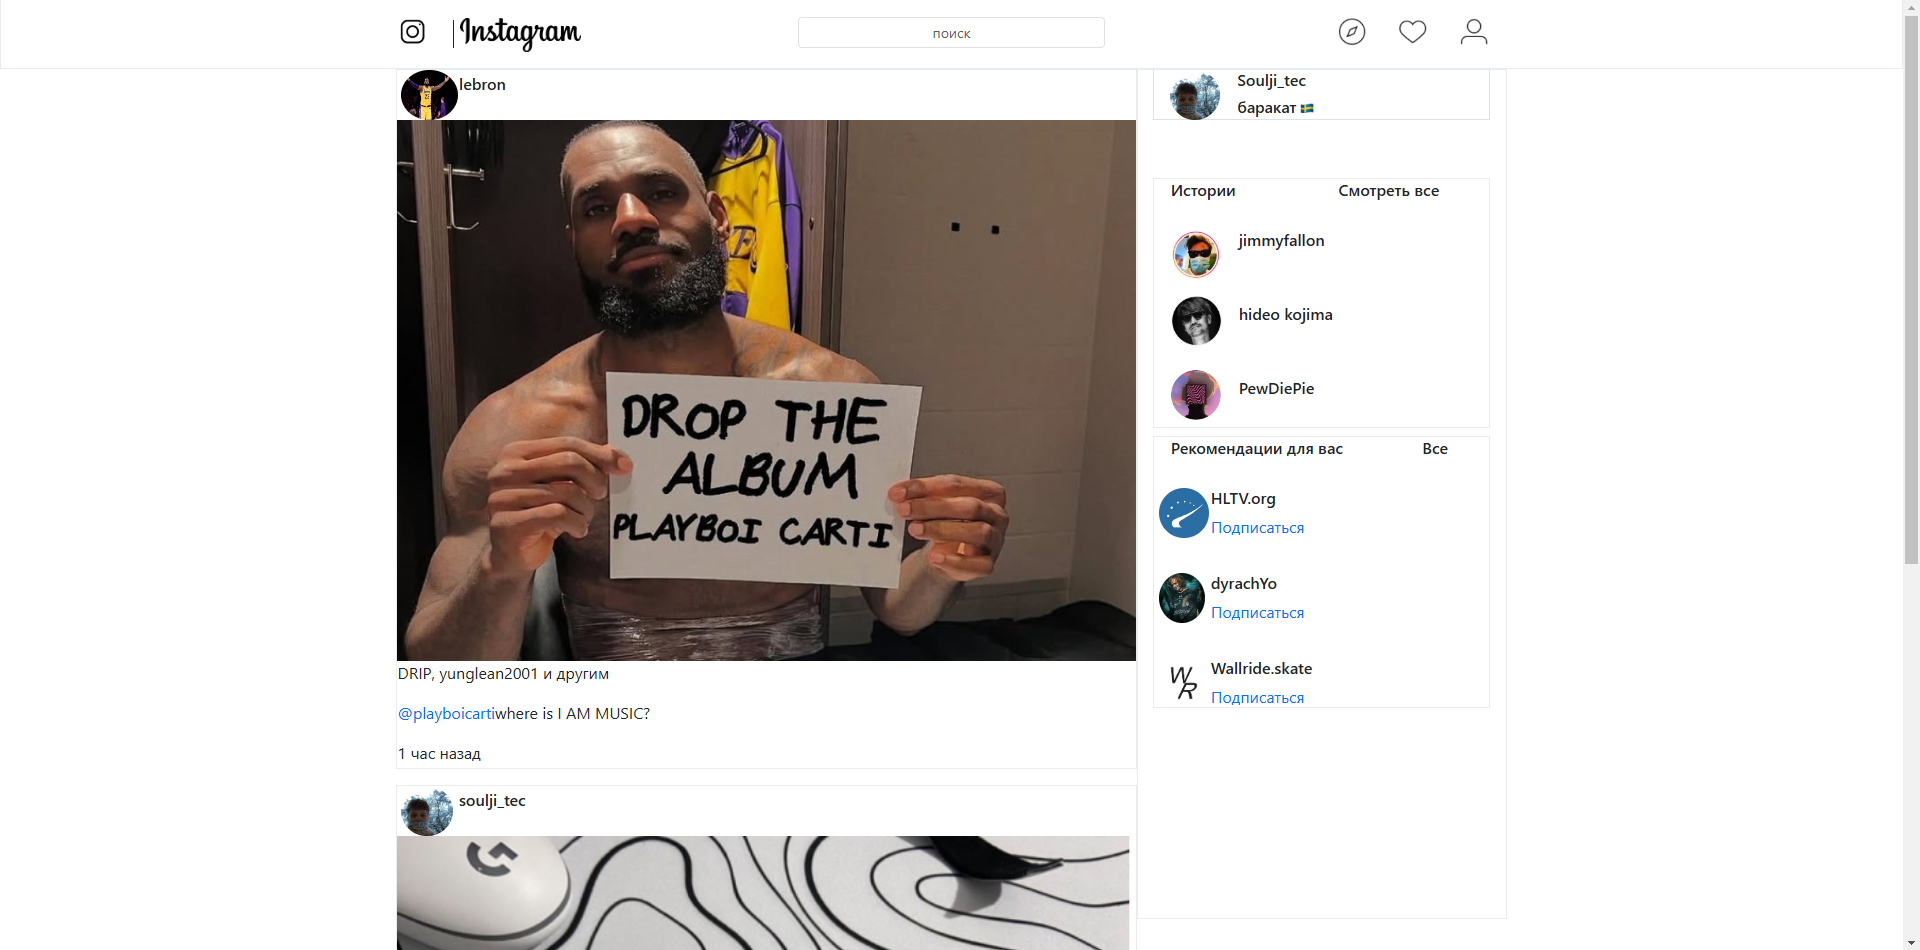 Instagram
поиск
lebron
DROP THE
ALBUM
PLAYBOI CARTI
DRIP, yunglean2001 и другим
@playboicartiwhere is I AM MUSIC?
1 час назад
soulji_tec
Soulji_tec
баракат 🇸🇪
Истории Смотреть все
jimmyfallon
hideo kojima
PewDiePie
Рекомендации для вас Все
HLTV.org
Подписаться
dyrachYo
Подписаться
WR
Wallride.skate
Подписаться